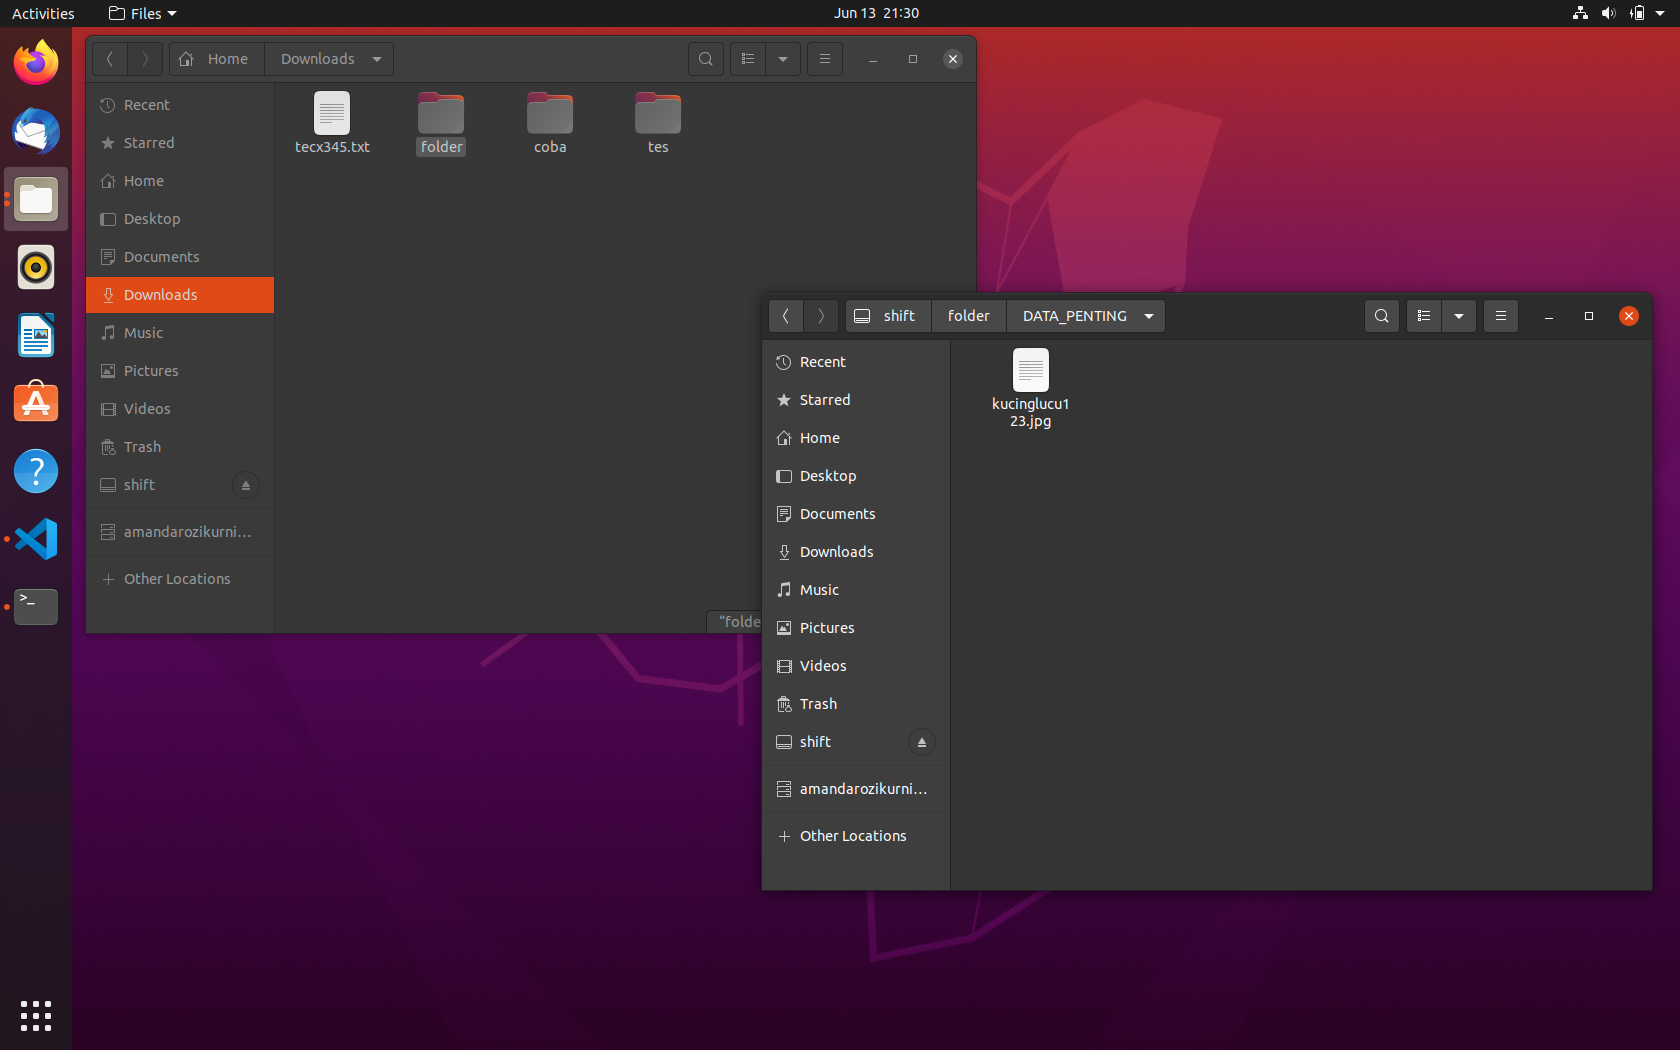 Activities
Files
Jun 13 21:30
Home
Downloads
Recent
Starred
Home
Desktop
Documents
Downloads
Music
Pictures
Videos
Trash
shift
amandarozikurni…
Other Locations
tecx345.txt
folder
coba
tes
“folde
shift
folder
DATA_PENTING
Recent
Starred
Home
Desktop
Documents
Downloads
Music
Pictures
Videos
Trash
shift
amandarozikurni…
Other Locations
kucinglucu1
23.jpg